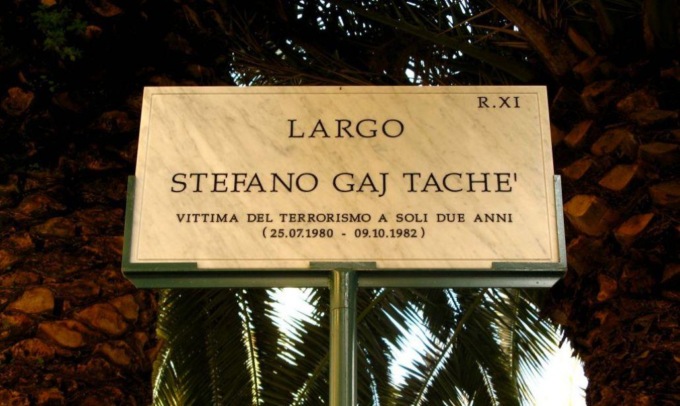 R.XI
LARGO
STEFANO GAJ TACHE'
VITTIMA DEL TERRORISMO A SOLI DUE ANNI
(25.07.1980 - 09.10.1982)